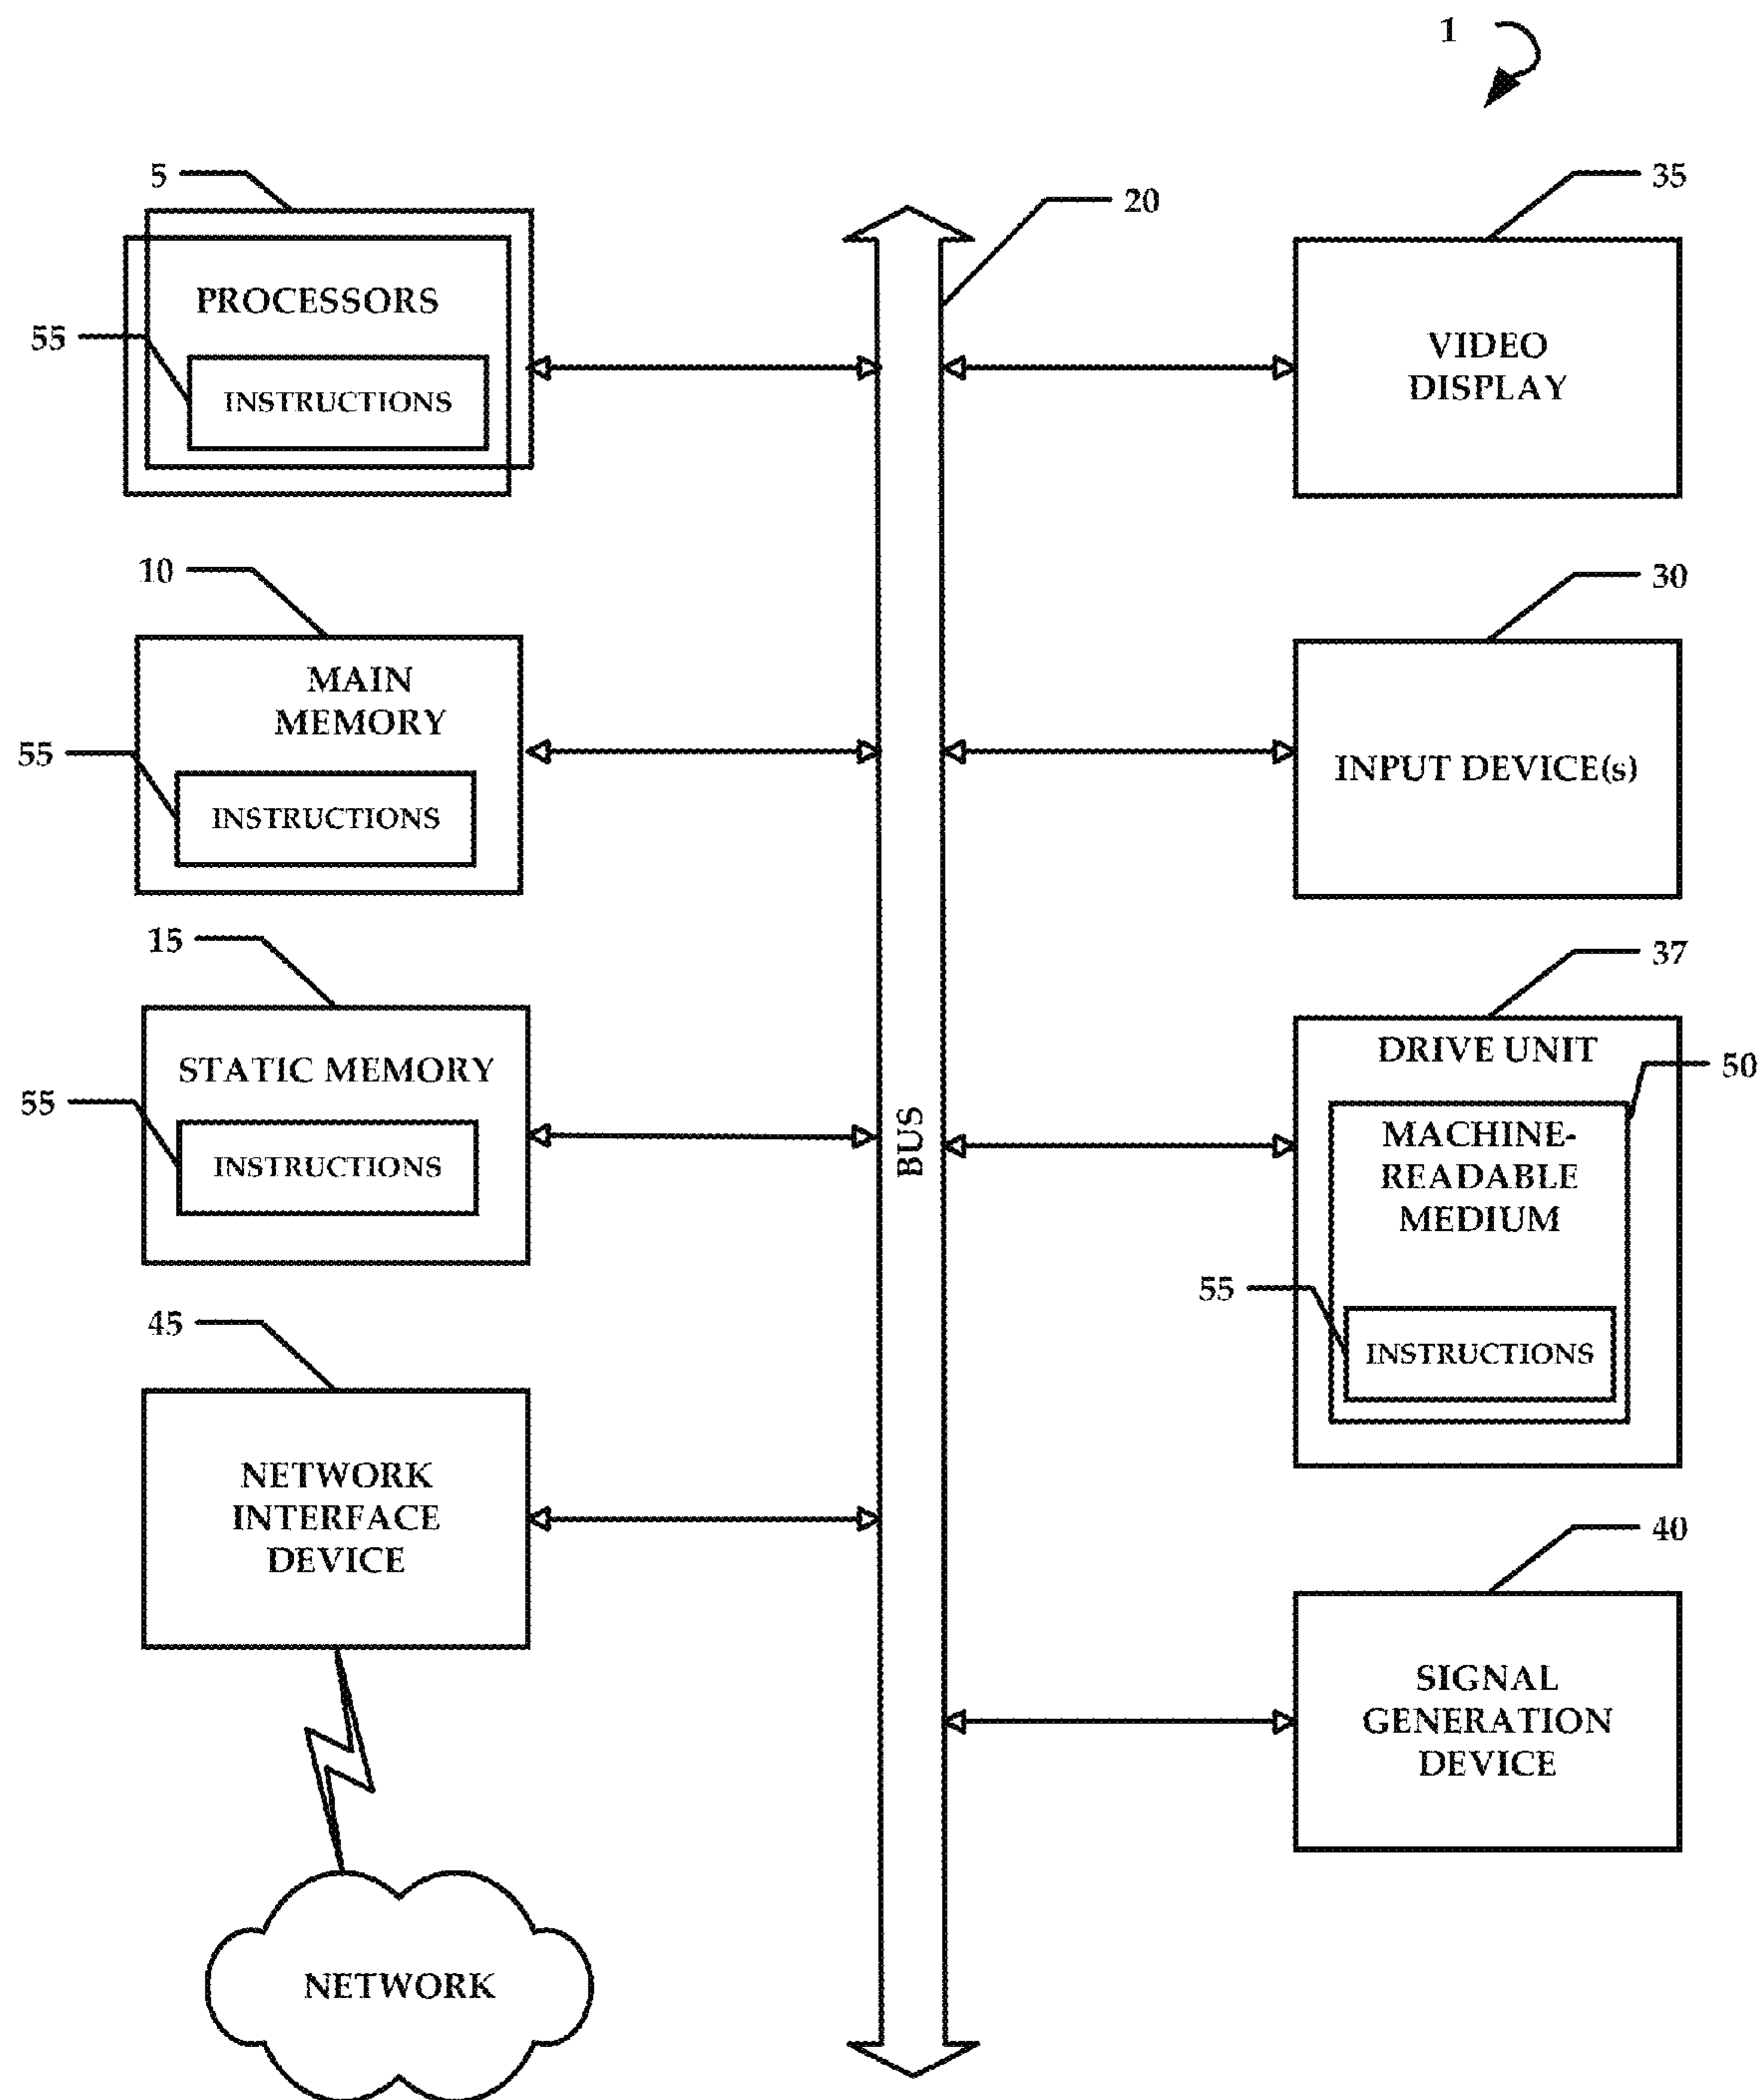 1
5
PROCESSORS
55
INSTRUCTIONS
20
35
VIDEO
DISPLAY
10
MAIN
MEMORY
55
INSTRUCTIONS
30
INPUT DEVICE(s)
15
STATIC MEMORY
55
INSTRUCTIONS
BUS
37
DRIVE UNIT
50
MACHINE-
READABLE
MEDIUM
55
INSTRUCTIONS
45
NETWORK
INTERFACE
DEVICE
40
SIGNAL
GENERATION
DEVICE
NETWORK